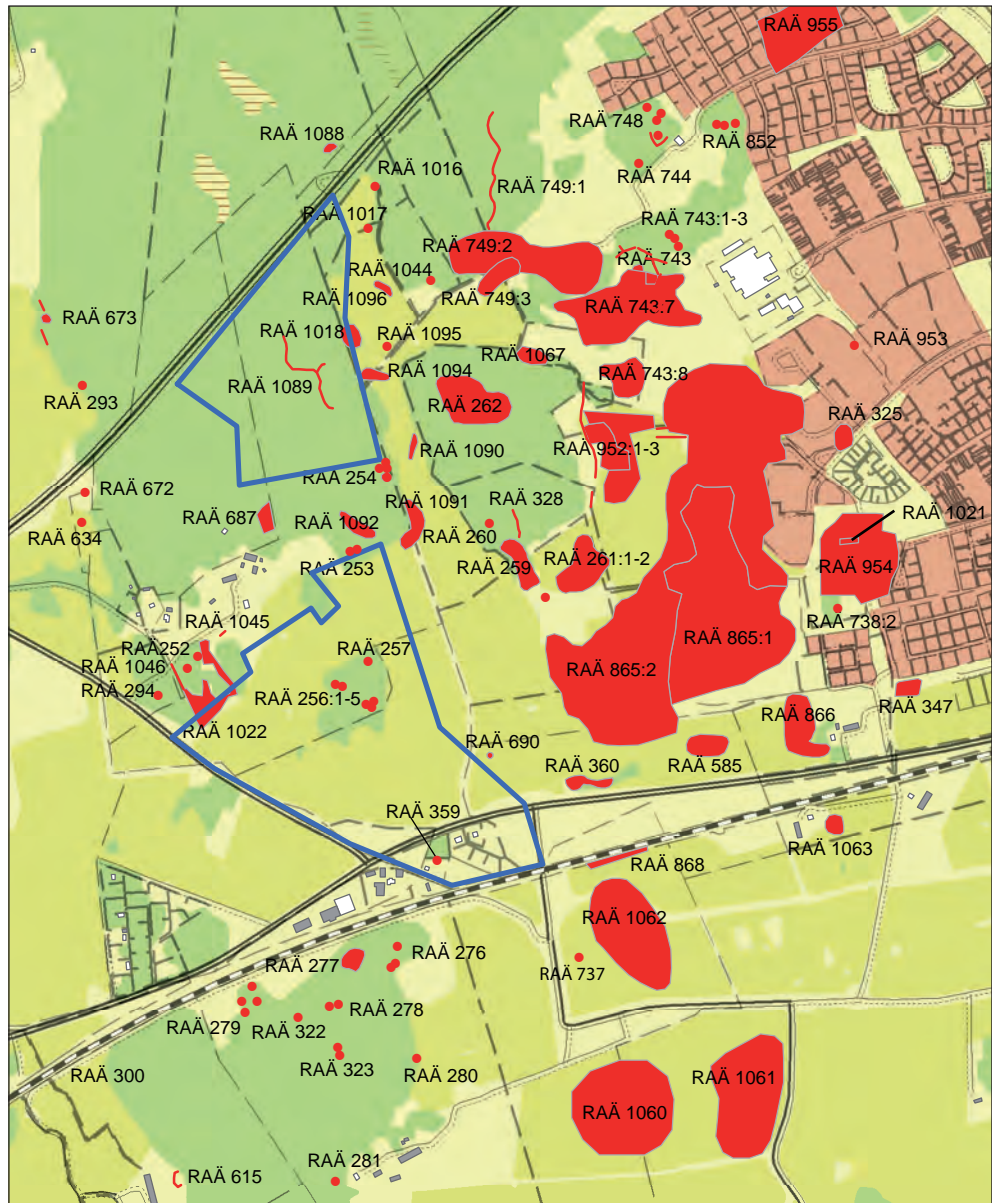 RAÄ 955
RAÄ 748
RAÄ 852
RAÄ 1088
RAÄ 1016
RAÄ 744
RAÄ 749:1
RAÄ 1017
RAÄ 743:1-3
RAÄ 749:2
RAÄ 743
RAÄ 1044
RAÄ 749:3
RAÄ 1096
RAÄ 743:7
RAÄ 673
RAÄ 1018
RAÄ 1095
RAÄ 953
RAÄ 1067
RAÄ 1094
RAÄ 743:8
RAÄ 1089
RAÄ 293
RAÄ 262
RAÄ 325
RAÄ 1090
RAÄ 952:1-3
RAÄ 254
RAÄ 672
RAÄ 1091
RAÄ 328
RAÄ 687
RAÄ 1092
RAÄ 1021
RAÄ 634
RAÄ 260
RAÄ 253
RAÄ 259
RAÄ 261:1-2
RAÄ 954
RAÄ 1045
RAÄ 738:2
RAÄ 865:1
RAÄ252
RAÄ 257
RAÄ 1046
RAÄ 865:2
RAÄ 294
RAÄ 256:1-5
RAÄ 347
RAÄ 1022
RAÄ 866
RAÄ 690
RAÄ 360
RAÄ 585
RAÄ 359
RAÄ 1063
RAÄ 868
RAÄ 1062
RAÄ 276
RAÄ 277
RAÄ 737
RAÄ 278
RAÄ 279
RAÄ 322
RAÄ 323
RAÄ 300
RAÄ 280
RAÄ 1061
RAÄ 1060
RAÄ 281
RAÄ 615